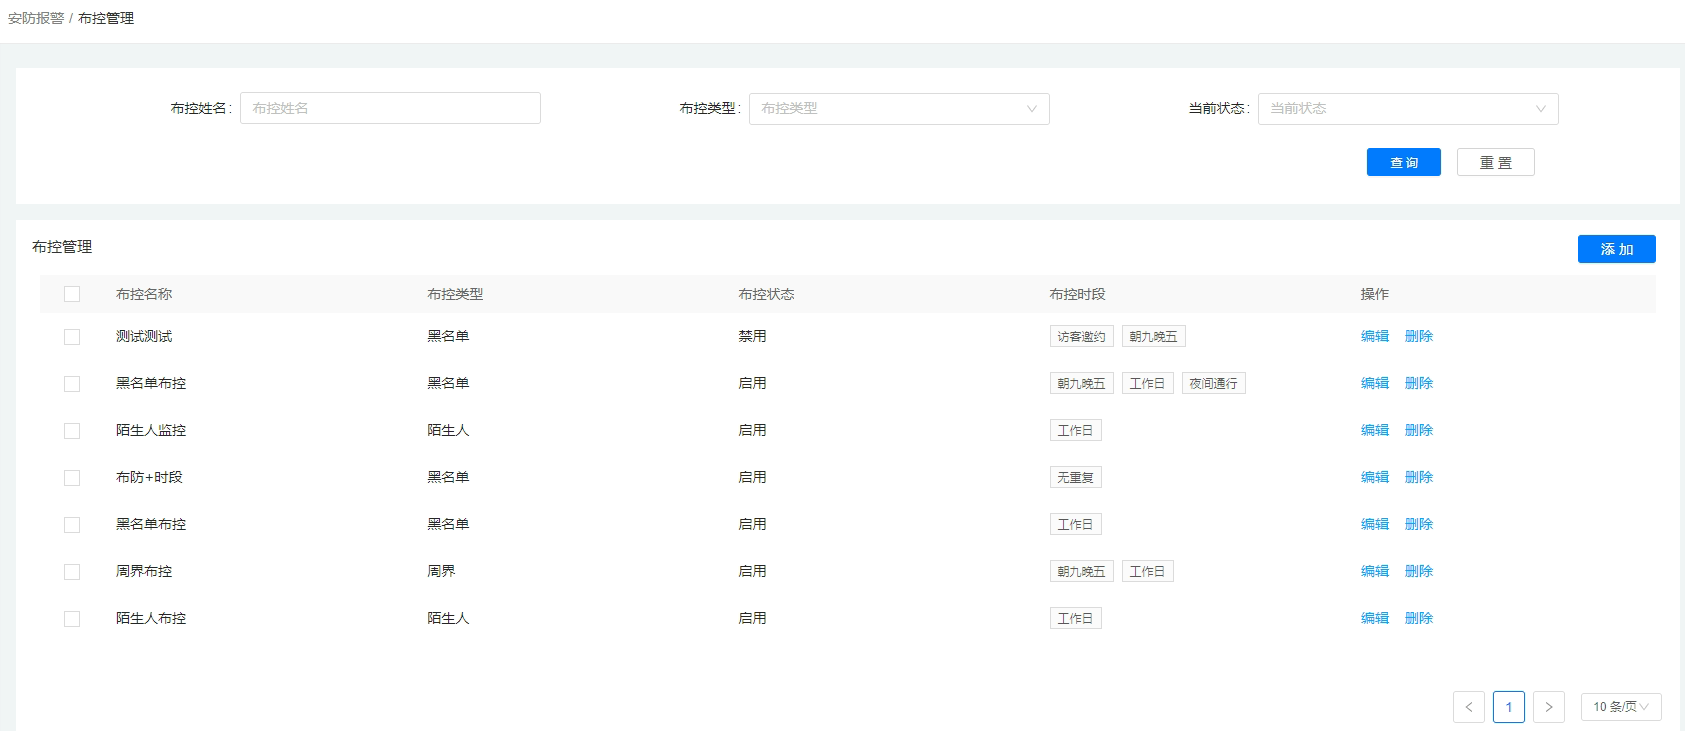 安防报警 / 布控管理
布控姓名: 布控姓名 布控类型: 布控类型 当前状态: 当前状态
查 询 重 置
布控管理 添 加
布控名称 布控类型 布控状态 布控时段 操作
测试测试 黑名单 禁用 访客邀约 朝九晚五 编辑 删除
黑名单布控 黑名单 启用 朝九晚五 工作日 夜间通行 编辑 删除
陌生人监控 陌生人 启用 工作日 编辑 删除
布防+时段 黑名单 启用 无重复 编辑 删除
黑名单布控 黑名单 启用 工作日 编辑 删除
周界布控 周界 启用 朝九晚五 工作日 编辑 删除
陌生人布控 陌生人 启用 工作日 编辑 删除
< 1 > 10 条/页